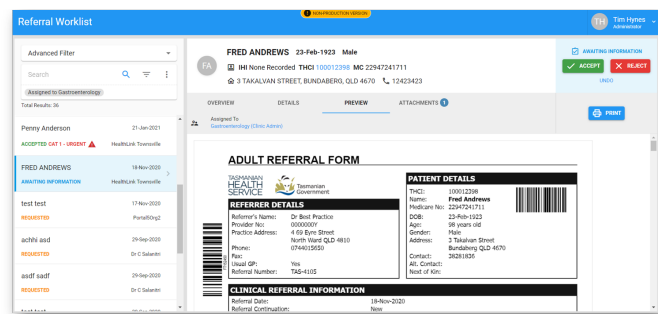 NON-PRODUCTION VERSION
Referral Worklist
TH Tim Hynes
Administrator
Advanced Filter
Search
Assigned to Gastroenterology
Total Results: 36
Penny Anderson 21-Jan-2021
ACCEPTED CAT 1 - URGENT HealthLink Townsville
FRED ANDREWS 18-Nov-2020
AWAITING INFORMATION HealthLink Townsville
test test 17-Nov-2020
REQUESTED PortalSOrg2
achhi asd 29-Sep-2020
REQUESTED Dr C Salantri
asdf sadf 29-Sep-2020
REQUESTED Dr C Salantri
FA
FRED ANDREWS 23-Feb-1923 Male
IHI None Recorded THCI 100012398 MC 22947241711
3 TAKALVAN STREET, BUNDABERG, QLD 4670 12423423
AWAITING INFORMATION
ACCEPT REJECT
UNDO
OVERVIEW DETAILS PREVIEW ATTACHMENTS 1
Assigned To
Gastroenterology (Clinic Admin)
PRINT
ADULT REFERRAL FORM
TASMANIAN
HEALTH
SERVICE
Tasmanian
Government
REFERRER DETAILS
Referrer's Name: Dr Best Practice
Provider No: 0000000Y
Practice Address: 4 69 Eyre Street
North Ward QLD 4810
Phone: 0744015650
Fax:
Usual GP: Yes
Referral Number: TAS-4105
PATIENT DETAILS
THCI: 100012398
Name: Fred Andrews
Medicare No: 22947241711
DOB: 23-Feb-1923
Age: 98 years old
Gender: Male
Address: 3 Takalvan Street
Bundaberg QLD 4670
Contact: 38281836
Alt. Contact:
Next of Kin:
CLINICAL REFERRAL INFORMATION
Referral Date: 18-Nov-2020
Referral Continuation: New